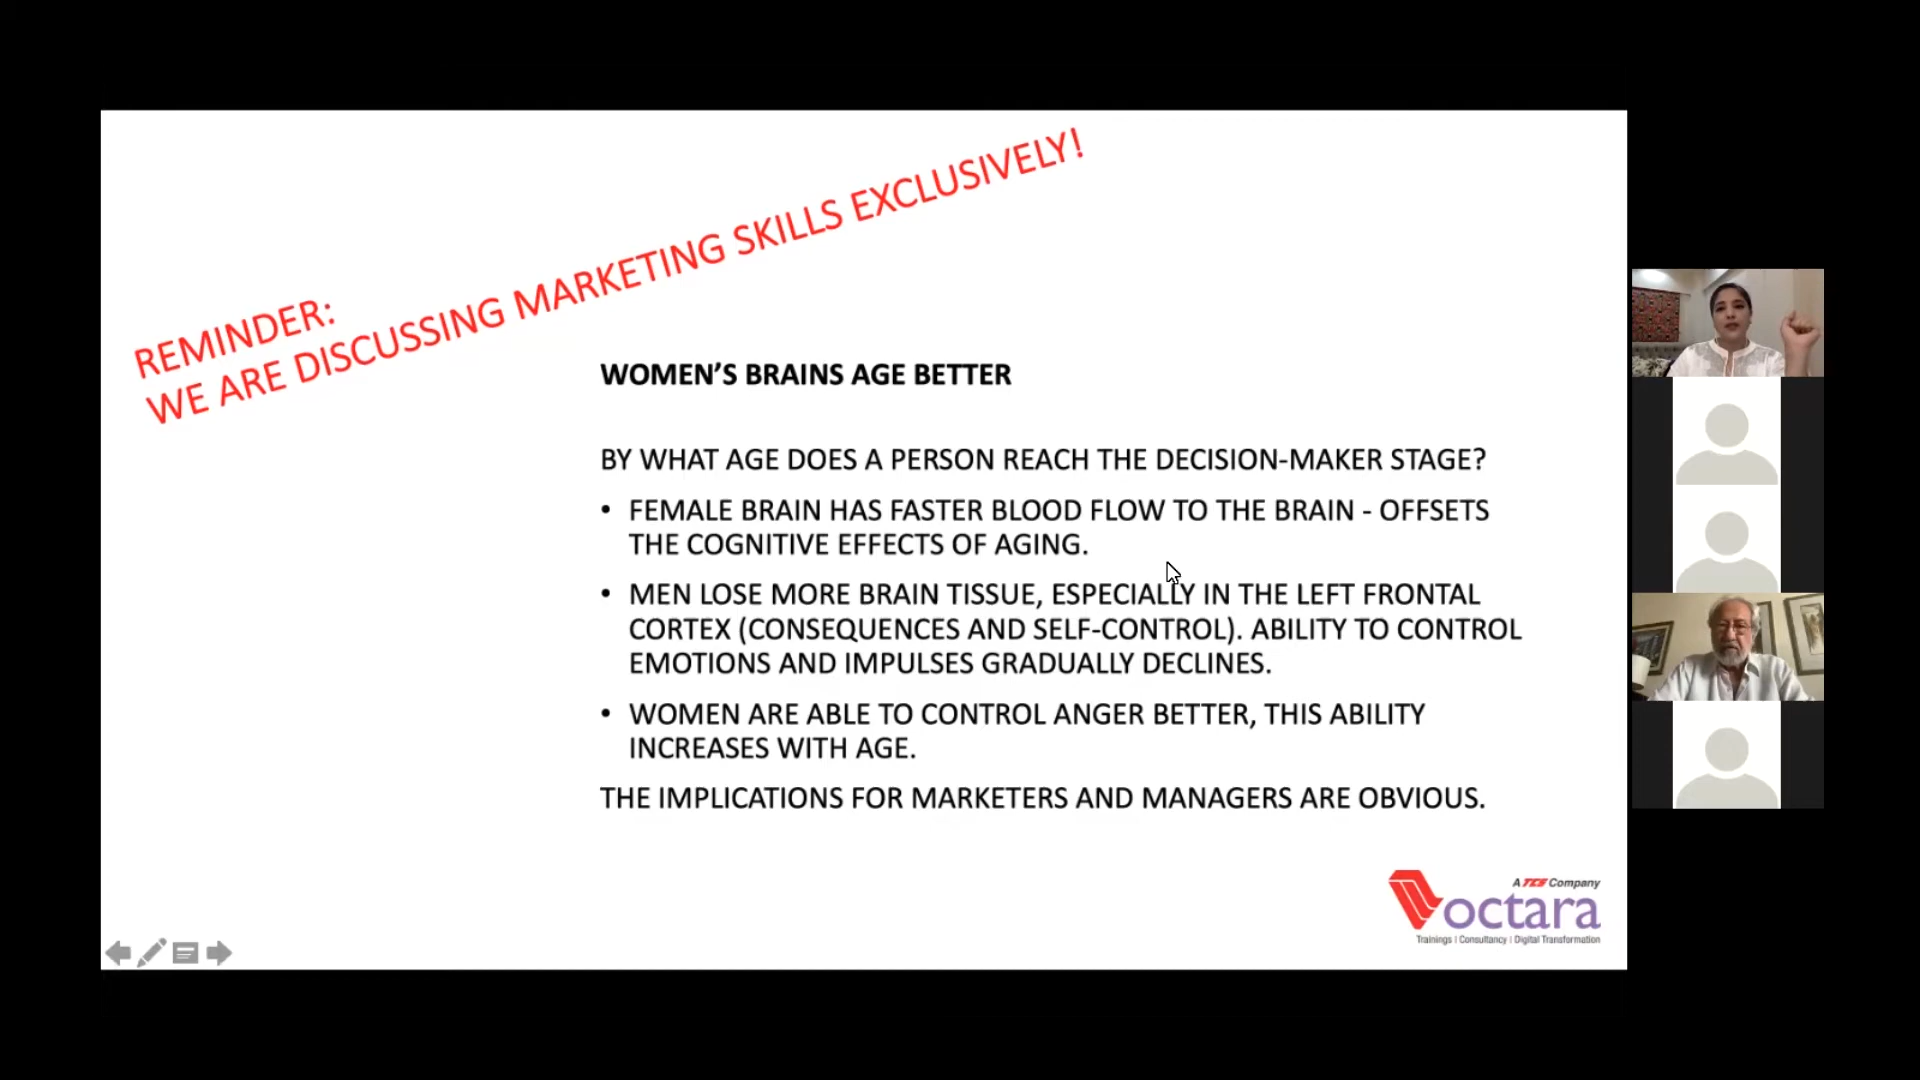 REMINDER:
WE ARE DISCUSSING MARKETING SKILLS EXCLUSIVELY!
WOMEN’S BRAINS AGE BETTER
BY WHAT AGE DOES A PERSON REACH THE DECISION-MAKER STAGE?
• FEMALE BRAIN HAS FASTER BLOOD FLOW TO THE BRAIN - OFFSETS
THE COGNITIVE EFFECTS OF AGING.
• MEN LOSE MORE BRAIN TISSUE, ESPECIALLY IN THE LEFT FRONTAL
CORTEX (CONSEQUENCES AND SELF-CONTROL). ABILITY TO CONTROL
EMOTIONS AND IMPULSES GRADUALLY DECLINES.
• WOMEN ARE ABLE TO CONTROL ANGER BETTER, THIS ABILITY
INCREASES WITH AGE.
THE IMPLICATIONS FOR MARKETERS AND MANAGERS ARE OBVIOUS.
A TCS Company
octara
Trainings | Consultancy | Digital Transformation